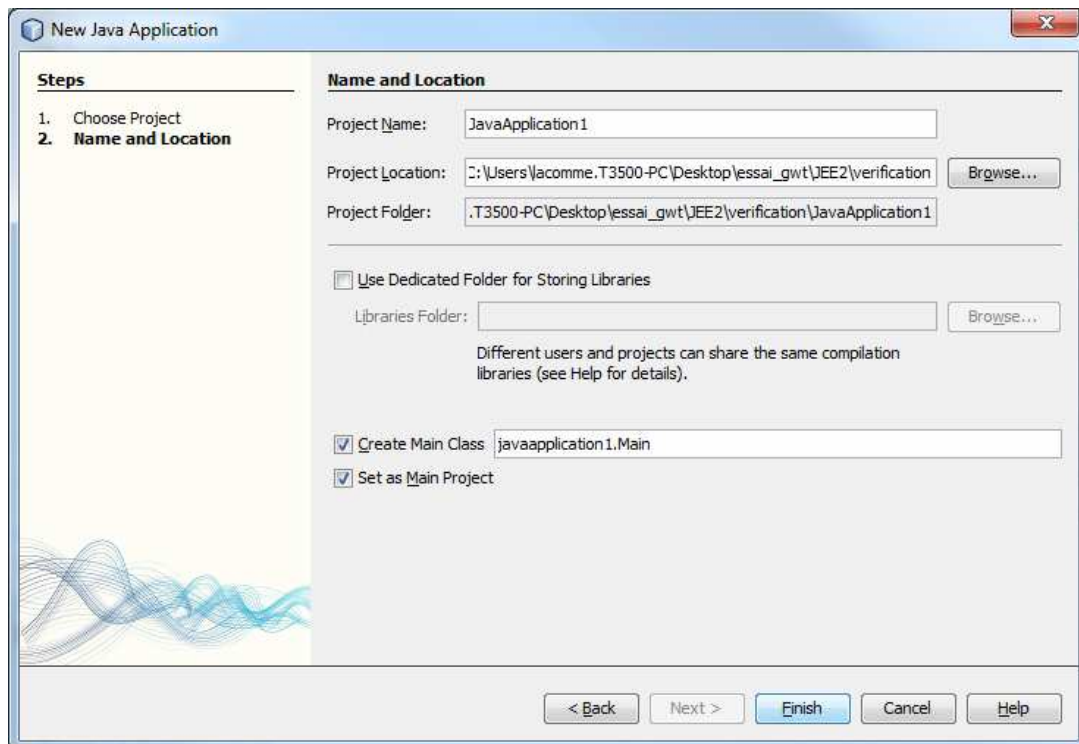 New Java Application
Steps
1. Choose Project
2. Name and Location
Name and Location
Project Name: JavaApplication1
Project Location: C:\Users\lacomme.T3500-PC\Desktop\essai_gwt\JEE2\verification Browse...
Project Folder: .T3500-PC\Desktop\essai_gwt\JEE2\verification\JavaApplication1
Use Dedicated Folder for Storing Libraries
Libraries Folder: Browse...
Different users and projects can share the same compilation
libraries (see Help for details).
Create Main Class javaapplication1.Main
Set as Main Project
< Back Next > Finish Cancel Help